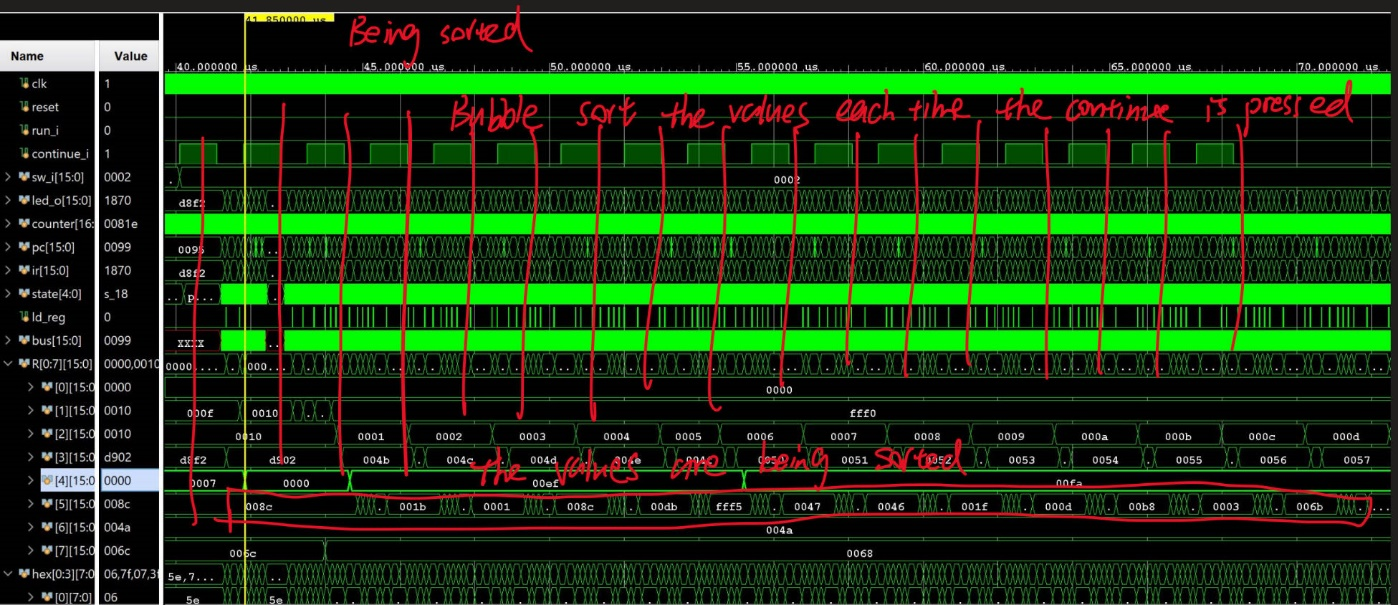 41.850000 us
Being sorted
Name Value
40.000000 us 45.000000 us 50.000000 us 55.000000 us 60.000000 us 65.000000 us 70.000000 us
clk 1
reset 0
Bubble sort the values each time the continue is pressed
run_i 0
continue_i 1
sw_i[15:0] 0002 0002
led_o[15:0] 1870 d8f2
counter[16: 0081e
pc[15:0] 0099
ir[15:0] 1870 d8f2
state[4:0] s_18 p...
ld_reg 0
bus[15:0] 0099 XXXX
R[0:7][15:0] 0000,0010 0000... 000...
[0][15:0 0000 0000
[1][15:0 0010 000f 0010 fff0
[2][15:0 0010 0010 0001 0002 0003 0004 0005 0006 0007 0008 0009 000a 000b 000c 000d
[3][15:0 d902 d8f2 d902 004b 0051 0052 0053 0054 0055 0056 0057
the values are being sorted
[4][15:0 0000 0007 0000 00ef 00fa
[5][15:0 008c 008c 001b 0001 008c 00db fff5 0047 0046 001f 000d 00b8 0003 006b
[6][15:0 004a 004a
[7][15:0 006c 006c 0068
hex[0:3][7:0 06,7f,07,3f 5e,7...
[0][7:0] 06 5e 5e